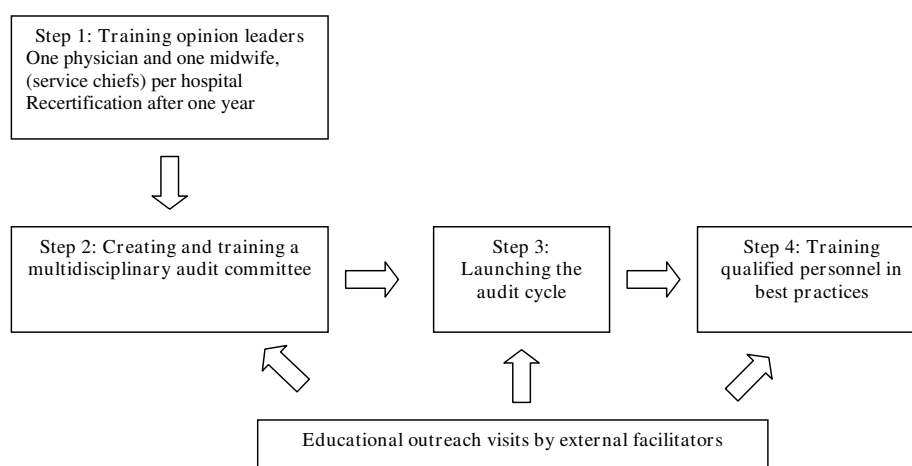 Step 1: Training opinion leaders
One physician and one midwife,
(service chiefs) per hospital
Recertification after one year
Step 2: Creating and training a
multidisciplinary audit committee
Step 3:
Launching the
audit cycle
Step 4: Training
qualified personnel in
best practices
Educational outreach visits by external facilitators